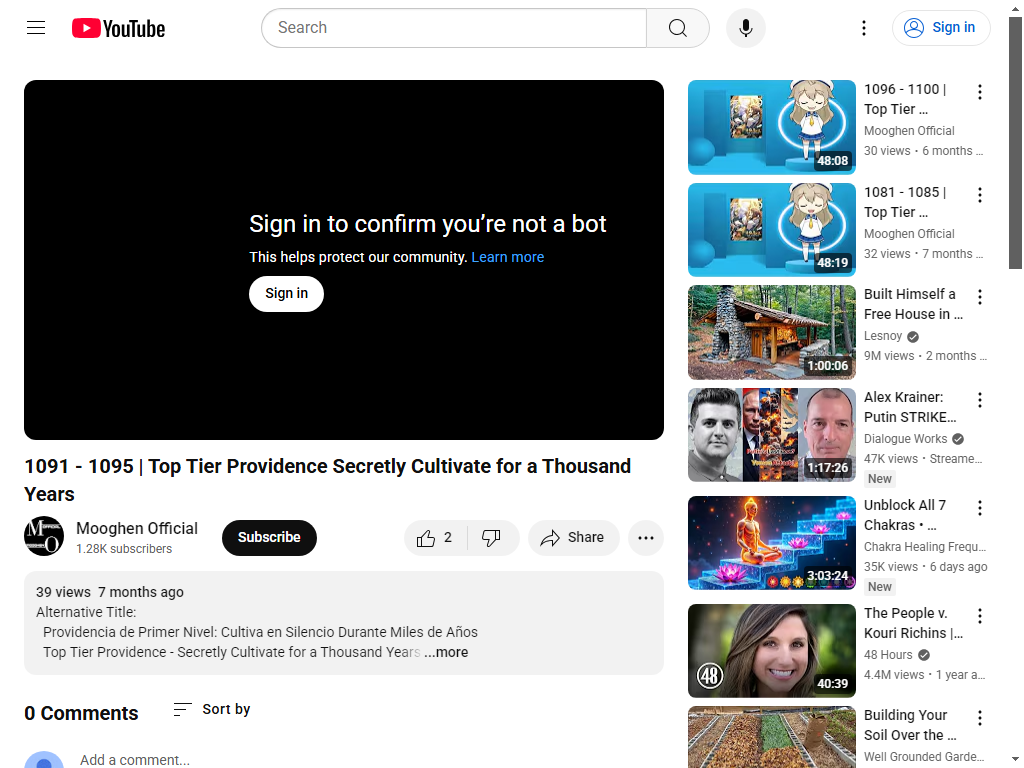 YouTube
Search
Sign in
Sign in to confirm you’re not a bot
This helps protect our community. Learn more
Sign in
1091 - 1095 | Top Tier Providence Secretly Cultivate for a Thousand
Years
Mooghen Official
1.28K subscribers
Subscribe
2
Share
39 views 7 months ago
Alternative Title:
Providencia de Primer Nivel: Cultiva en Silencio Durante Miles de Años
Top Tier Providence - Secretly Cultivate for a Thousand Years ...more
0 Comments
Sort by
Add a comment...
48:08
1096 - 1100 |
Top Tier ...
Mooghen Official
30 views • 6 months ...
48:19
1081 - 1085 |
Top Tier ...
Mooghen Official
32 views • 7 months ...
1:00:06
Built Himself a
Free House in ...
Lesnoy
9M views • 2 months ...
1:17:26
Alex Krainer:
Putin STRIKE...
Dialogue Works
47K views • Streame...
New
3:03:24
Unblock All 7
Chakras • ...
Chakra Healing Frequ...
35K views • 6 days ago
New
48
40:39
The People v.
Kouri Richins |...
48 Hours
4.4M views • 1 year a...
Building Your
Soil Over the ...
Well Grounded Garde...